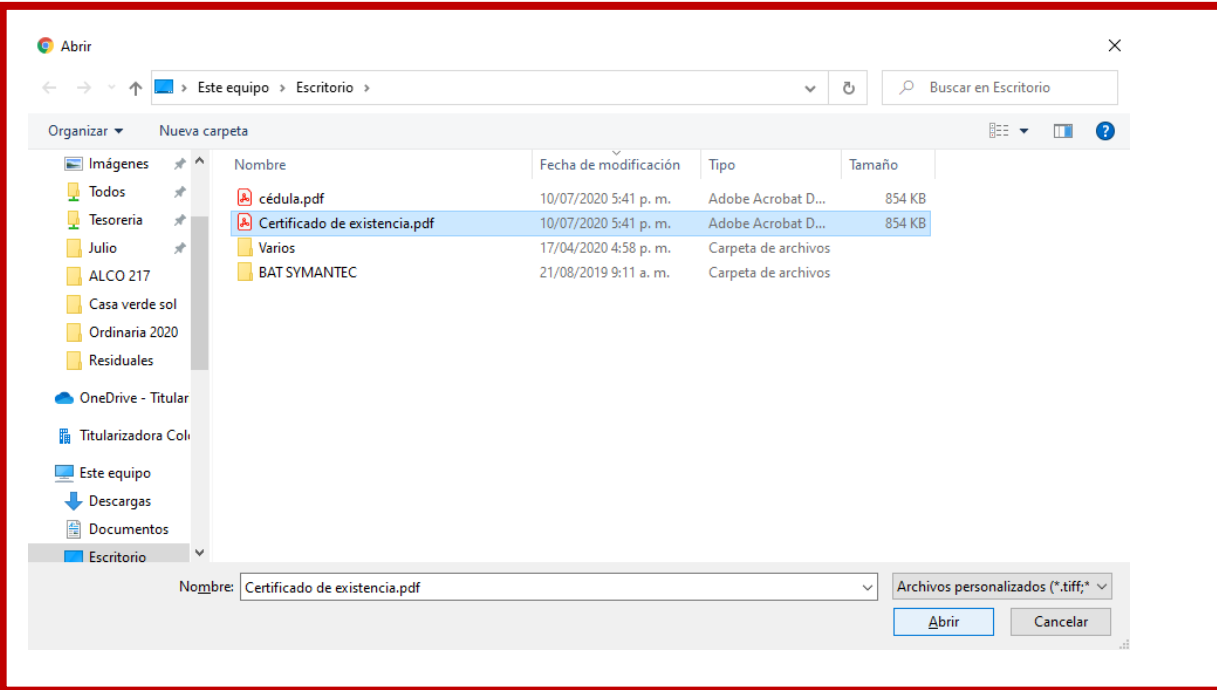 Abrir
Este equipo > Escritorio >
Buscar en Escritorio
Organizar
Nueva carpeta
Nombre
Fecha de modificación
Tipo
Tamaño
Imágenes
Todos
Tesoreria
Julio
ALCO 217
Casa verde sol
Ordinaria 2020
Residuales
OneDrive - Titular
Titularizadora Col
Este equipo
Descargas
Documentos
Escritorio
cédula.pdf 10/07/2020 5:41 p. m. Adobe Acrobat D... 854 KB
Certificado de existencia.pdf 10/07/2020 5:41 p. m. Adobe Acrobat D... 854 KB
Varios 17/04/2020 4:58 p. m. Carpeta de archivos
BAT SYMANTEC 21/08/2019 9:11 a. m. Carpeta de archivos
Nombre: Certificado de existencia.pdf
Archivos personalizados (*.tiff;*
Abrir
Cancelar